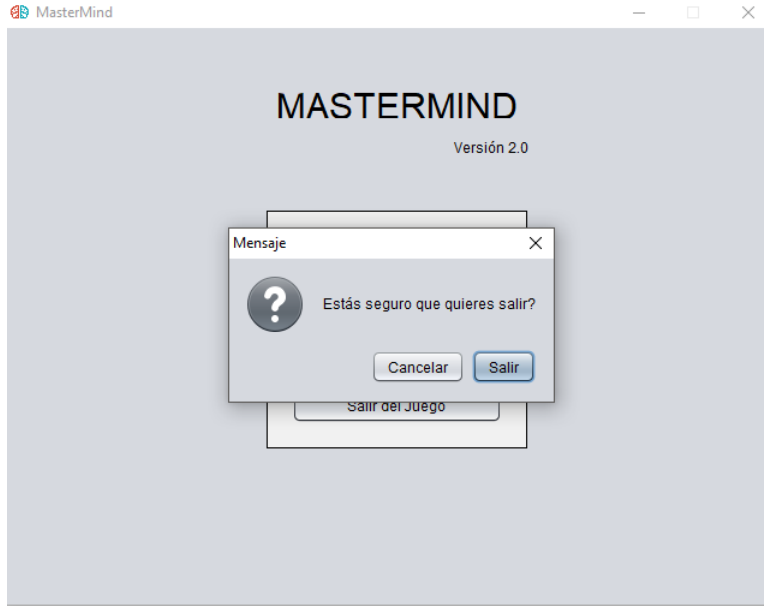 MasterMind
MASTERMIND
Versión 2.0
Mensaje
Estás seguro que quieres salir?
Cancelar
Salir
Salir del Juego